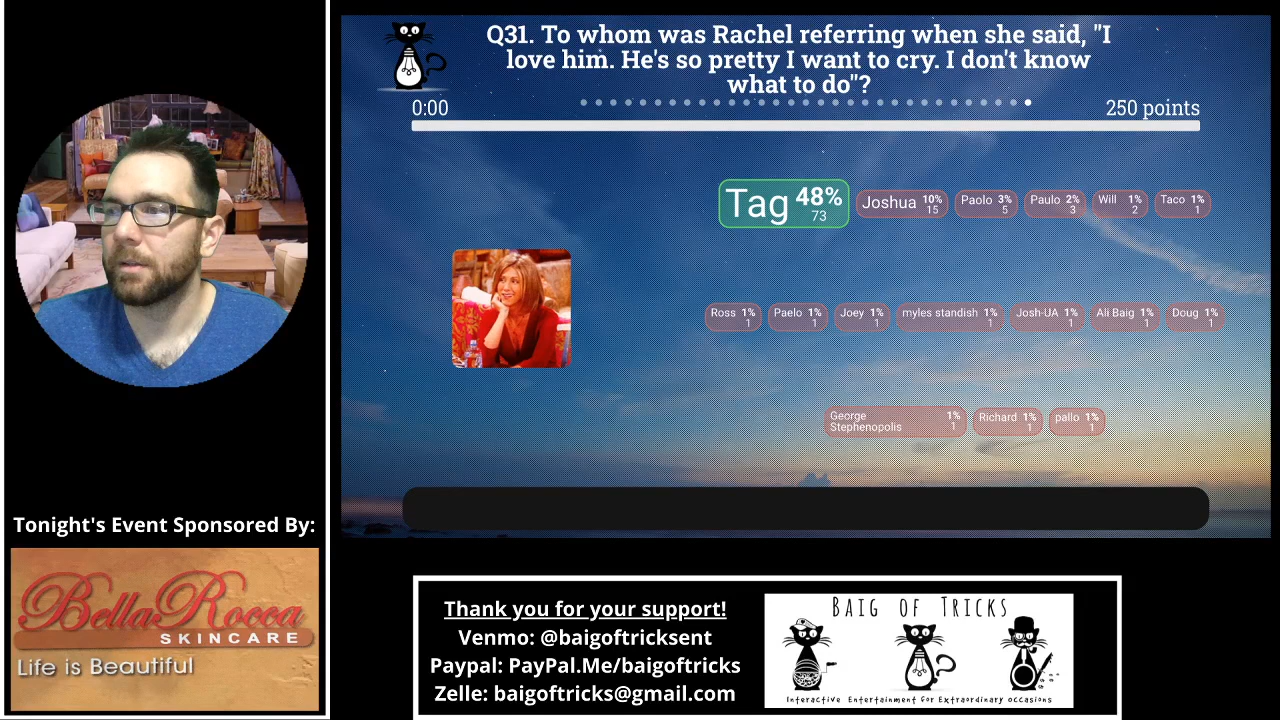 Q31. To whom was Rachel referring when she said, "I
love him. He's so pretty I want to cry. I don't know
what to do"?
0:00
250 points
Tag 48% 73
Joshua 10% 15
Paolo 3% 5
Paulo 2% 3
Will 1% 2
Taco 1% 1
Ross 1% 1
Paelo 1% 1
Joey 1% 1
myles standish 1% 1
Josh-UA 1% 1
Ali Baig 1% 1
Doug 1% 1
George
Stephenopolis 1% 1
Richard 1% 1
pallo 1% 1
Tonight's Event Sponsored By:
BellaRocca
SKINCARE
Life is Beautiful
Thank you for your support!
Venmo: @baigoftricksent
Paypal: PayPal.Me/baigoftricks
Zelle: baigoftricks@gmail.com
BAIG OF TRICKS
Interactive Entertainment for Extraordinary occasions